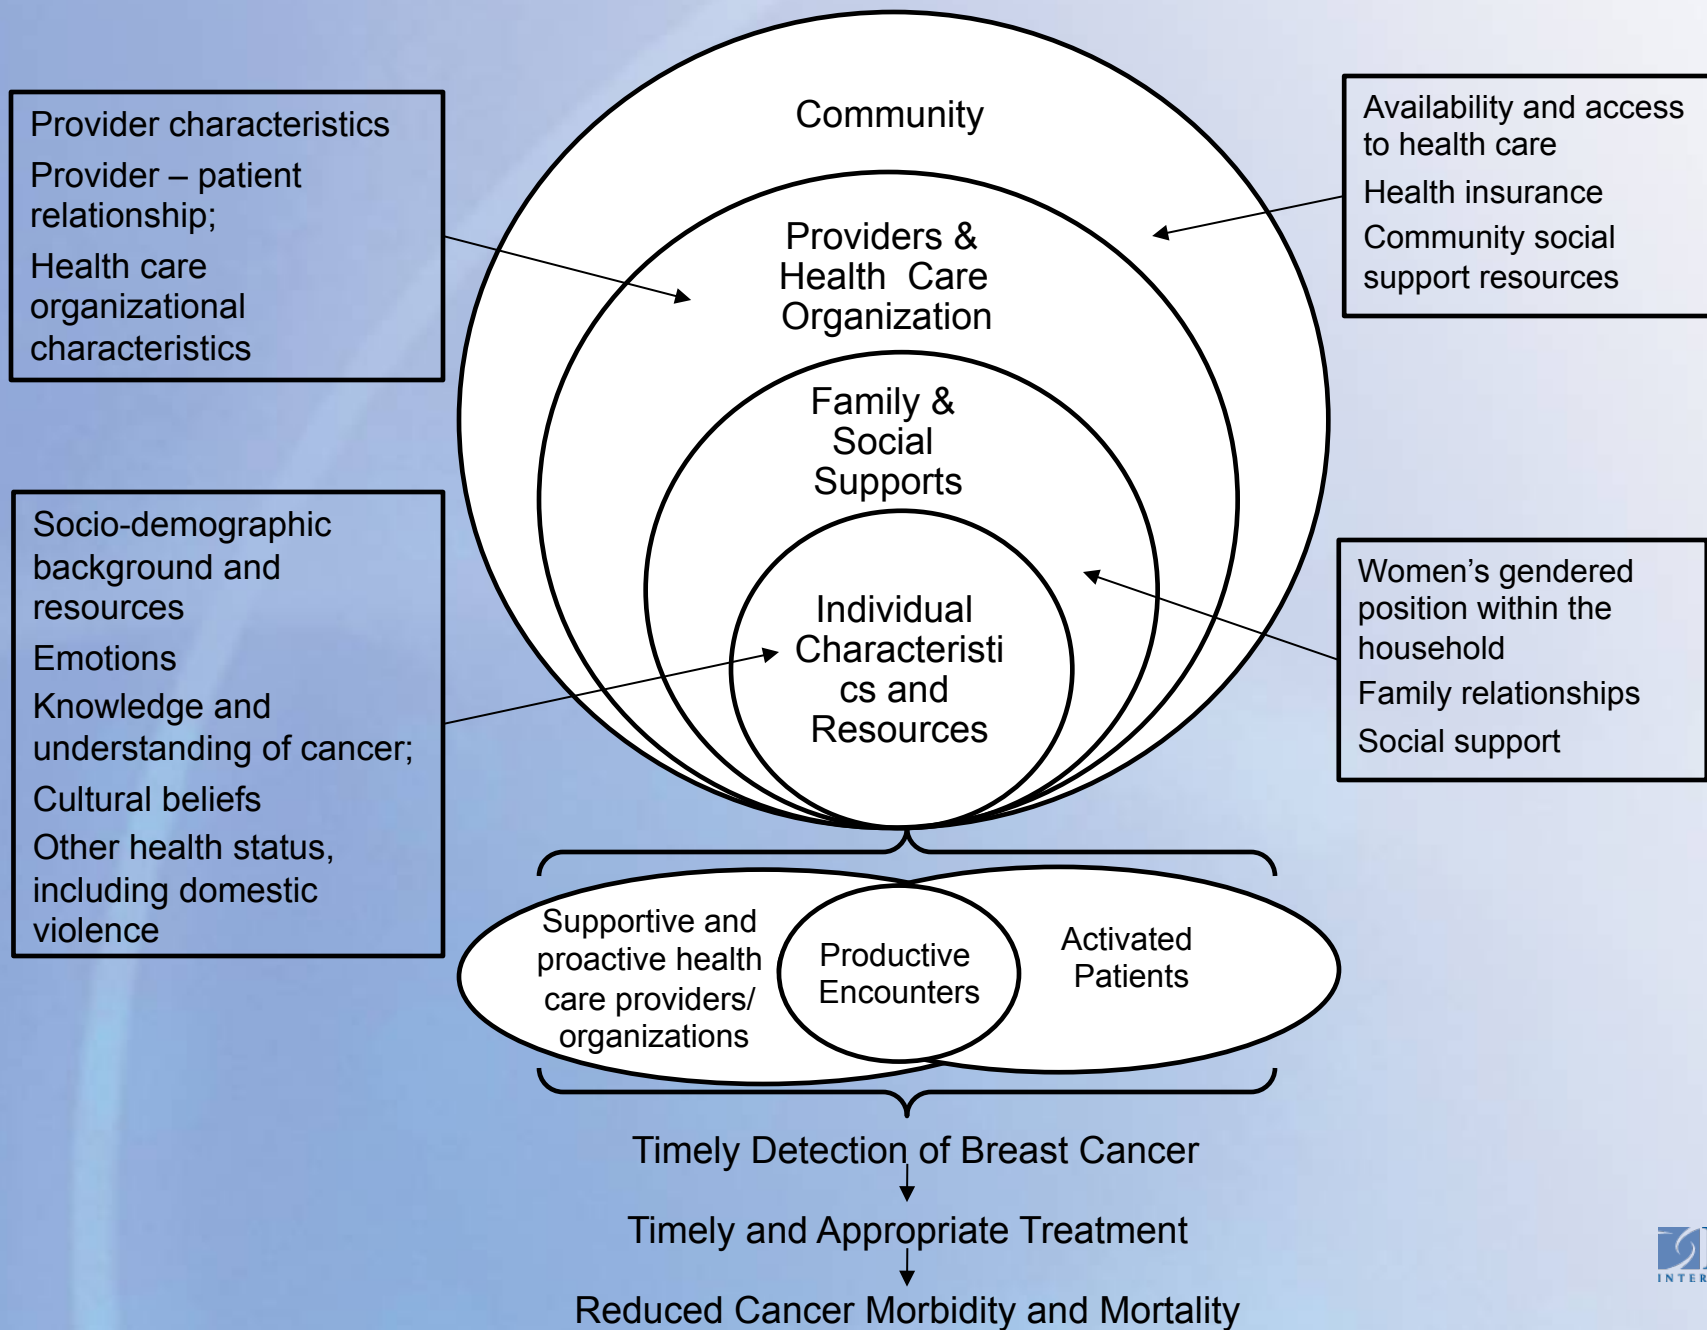 Community
Provider characteristics
Provider – patient
relationship;
Health care
organizational
characteristics
Availability and access
to health care
Health insurance
Community social
support resources
Providers &
Health Care
Organization
Family &
Social
Supports
Socio-demographic
background and
resources
Emotions
Knowledge and
understanding of cancer;
Cultural beliefs
Other health status,
including domestic
violence
Individual
Characteristi
cs and
Resources
Women’s gendered
position within the
household
Family relationships
Social support
Supportive and
proactive health
care providers/
organizations
Productive
Encounters
Activated
Patients
Timely Detection of Breast Cancer
Timely and Appropriate Treatment
Reduced Cancer Morbidity and Mortality